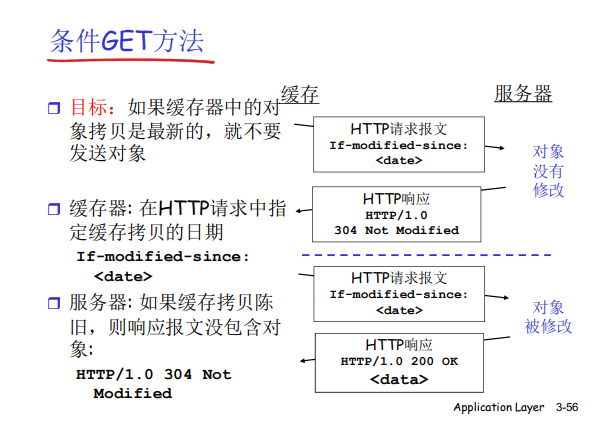 条件GET方法
目标：如果缓存器中的对
象拷贝是最新的，就不要
发送对象
缓存器: 在HTTP请求中指
定缓存拷贝的日期
If-modified-since:
<date>
服务器: 如果缓存拷贝陈
旧，则响应报文没包含对
象:
HTTP/1.0 304 Not
Modified
缓存
服务器
HTTP请求报文
If-modified-since:
<date>
对象
没有
修改
HTTP响应
HTTP/1.0
304 Not Modified
HTTP请求报文
If-modified-since:
<date>
对象
被修改
HTTP响应
HTTP/1.0 200 OK
<data>
Application Layer 3-56